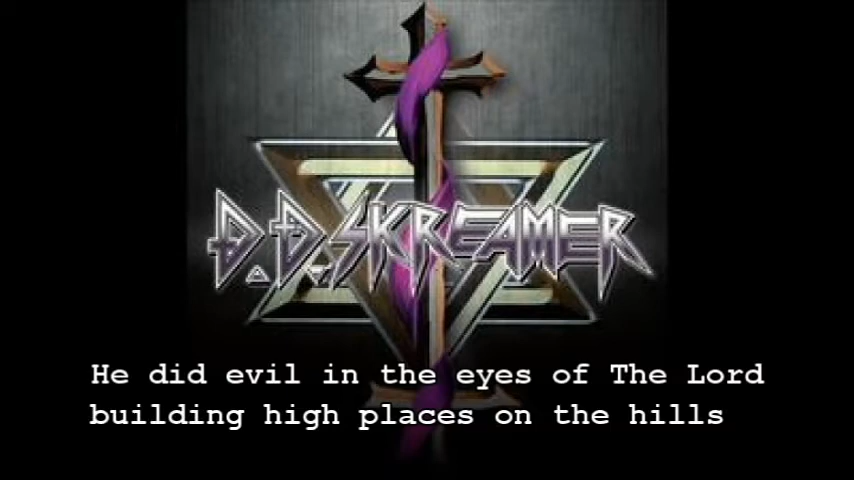 D.D.SKREAMER
He did evil in the eyes of The Lord
building high places on the hills